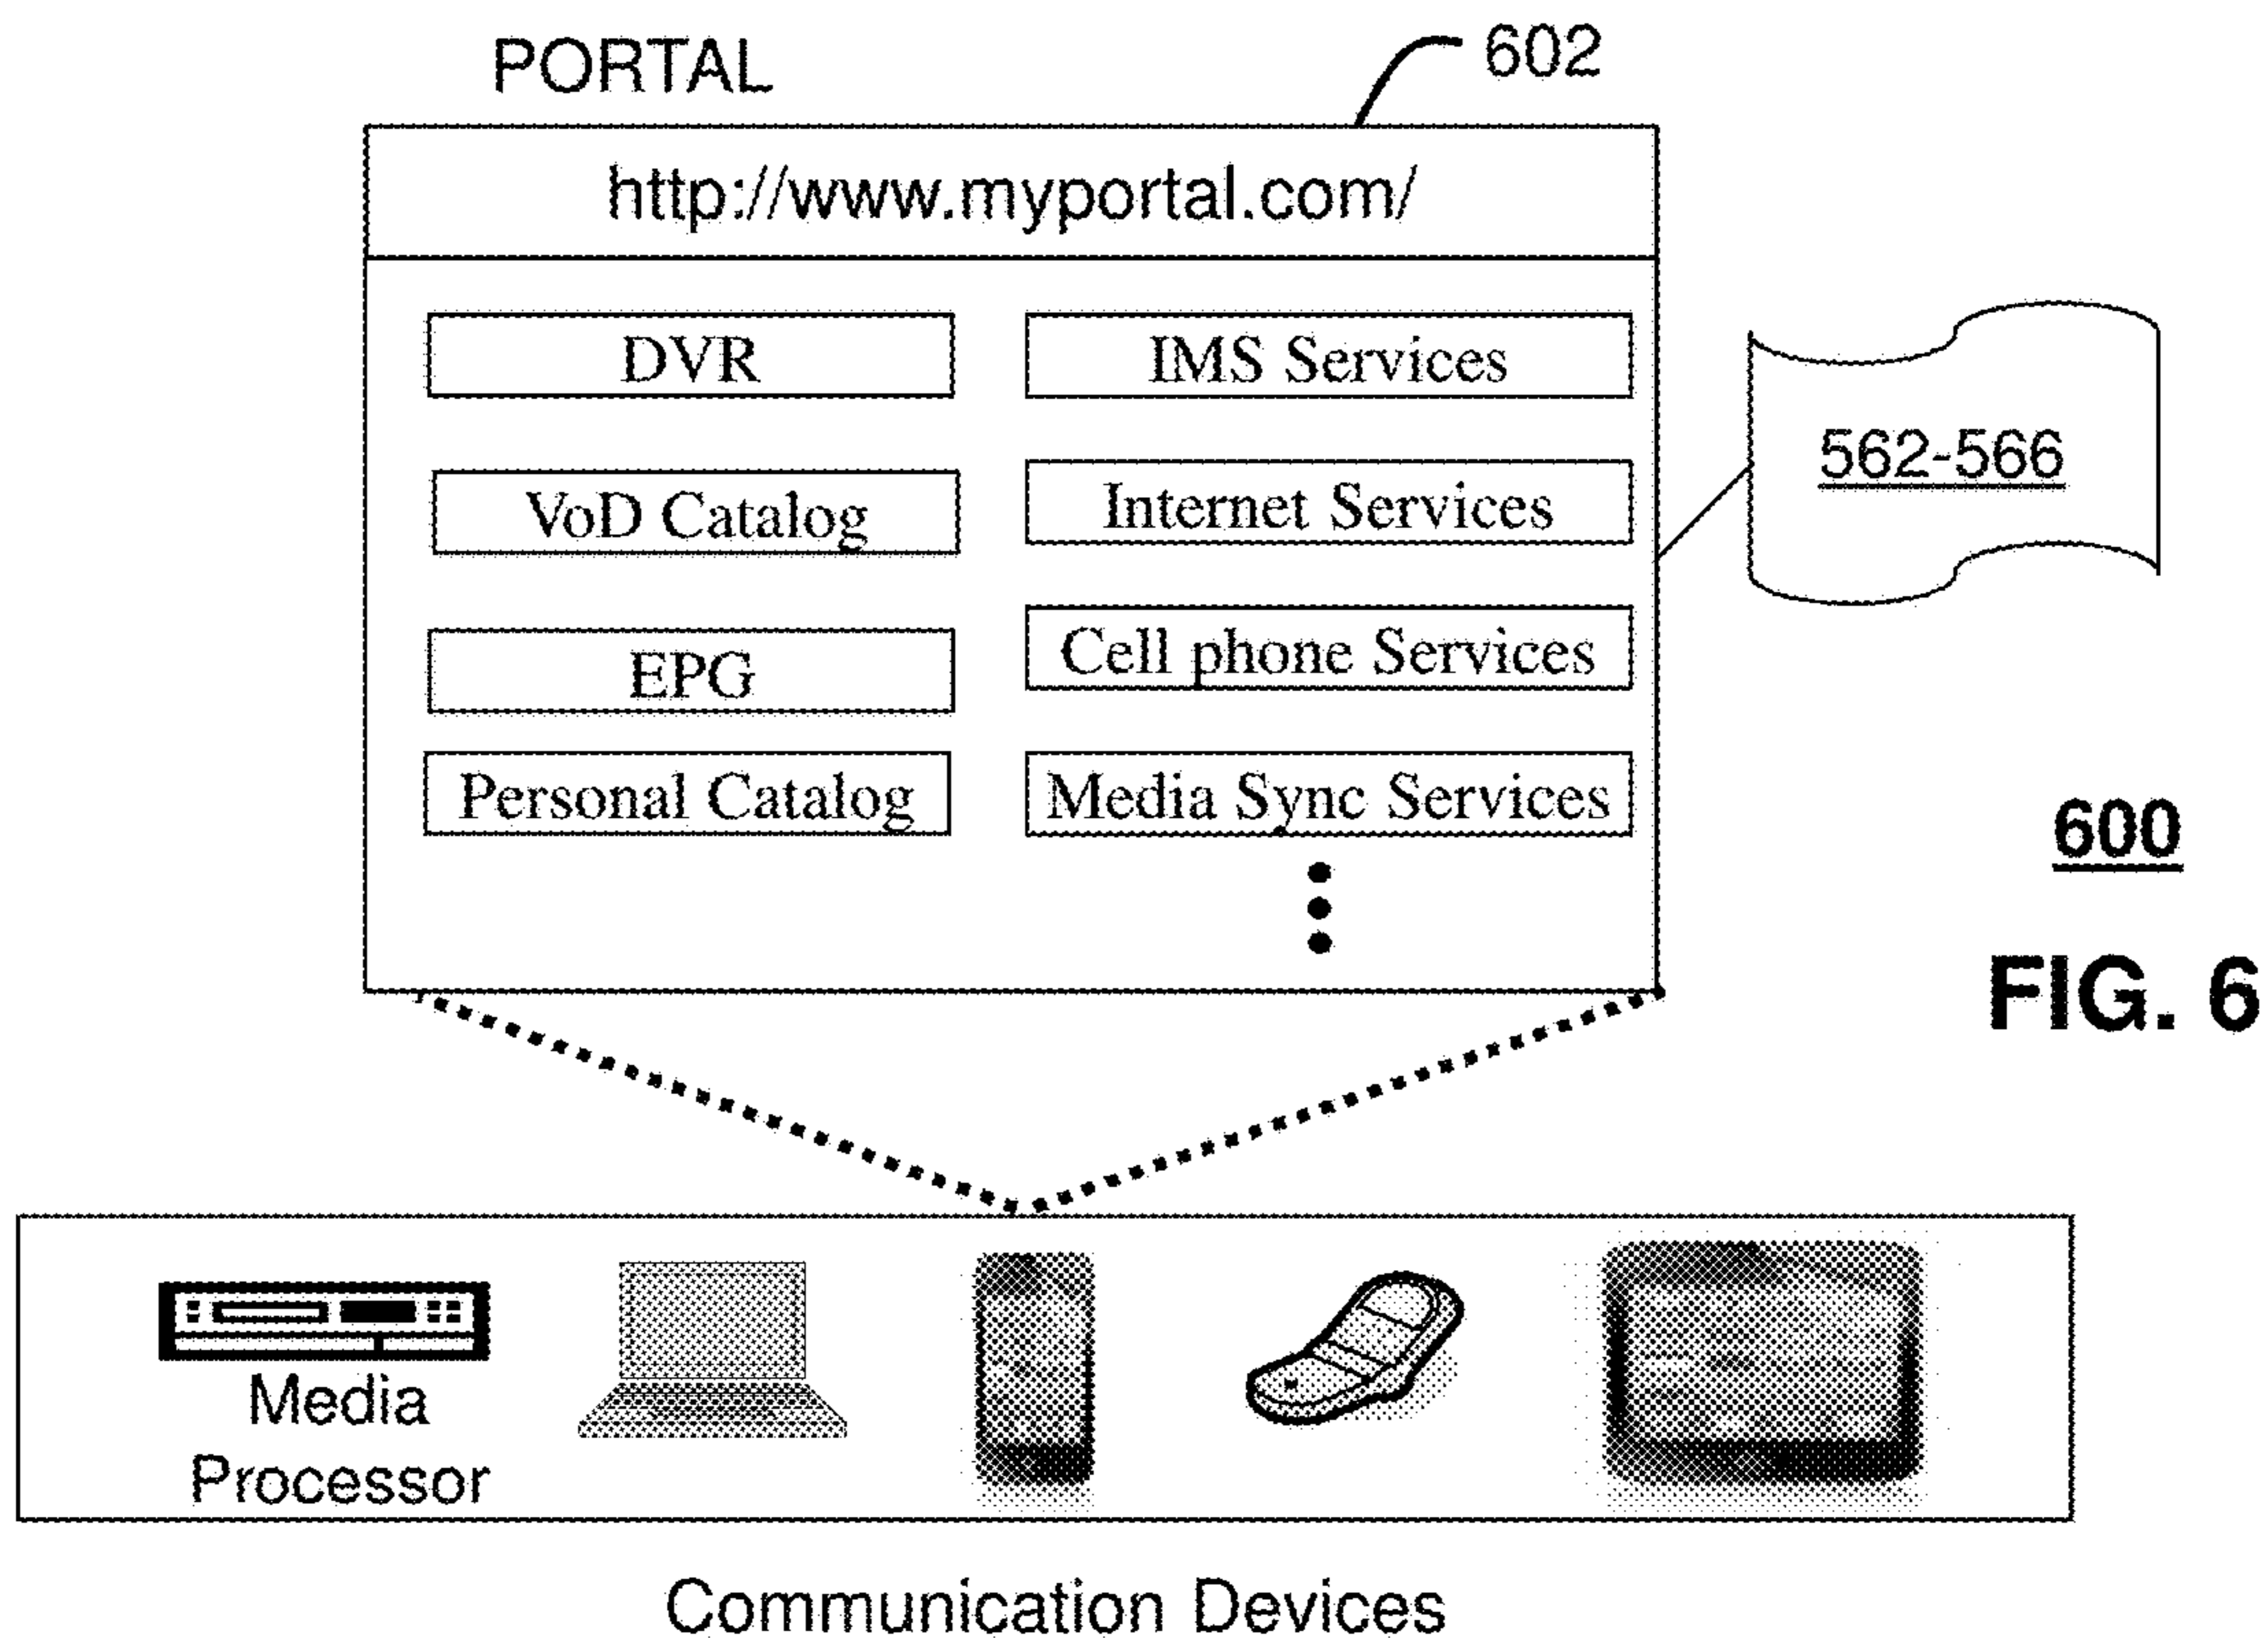 PORTAL
602
http://www.myportal.com/
DVR
IMS Services
VoD Catalog
Internet Services
562-566
EPG
Cell phone Services
Personal Catalog
Media Sync Services
600
FIG. 6
Media
Processor
Communication Devices